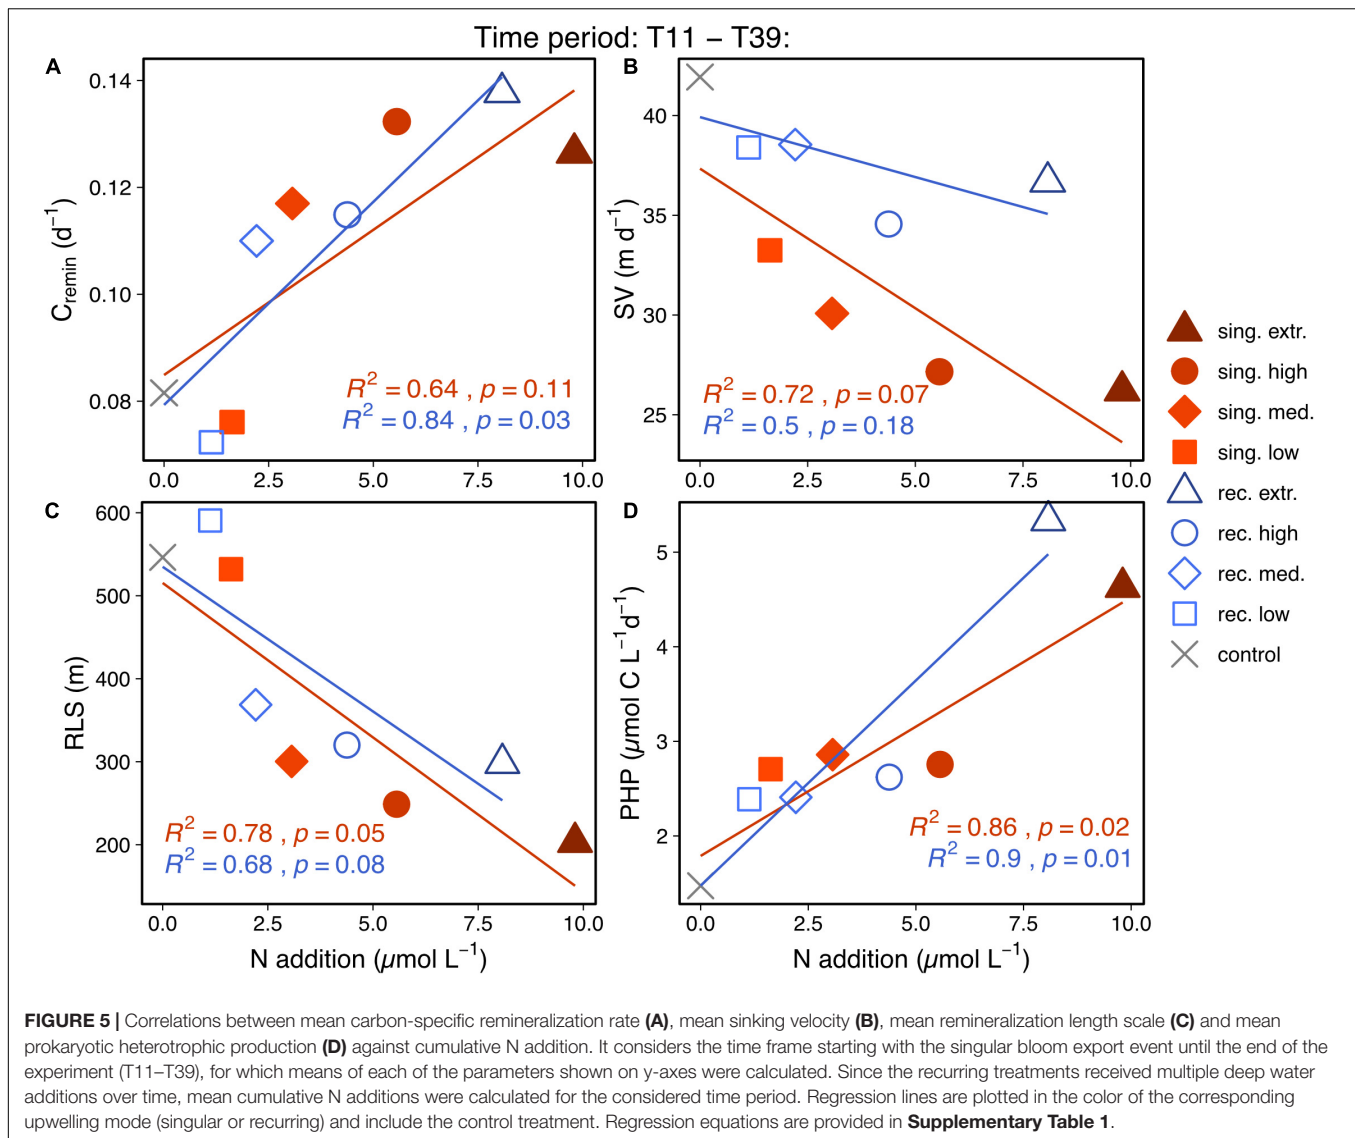 Time period: T11 – T39:
A
0.14
0.12
0.10
0.08
C_remin (d⁻¹)
R² = 0.64 , p = 0.11
R² = 0.84 , p = 0.03
0.0 2.5 5.0 7.5 10.0
B
40
35
30
25
SV (m d⁻¹)
R² = 0.72 , p = 0.07
R² = 0.5 , p = 0.18
0.0 2.5 5.0 7.5 10.0
C
600
500
400
300
200
RLS (m)
R² = 0.78 , p = 0.05
R² = 0.68 , p = 0.08
0.0 2.5 5.0 7.5 10.0
N addition (µmol L⁻¹)
D
5
4
3
2
PHP (µmol C L⁻¹d⁻¹)
R² = 0.86 , p = 0.02
R² = 0.9 , p = 0.01
0.0 2.5 5.0 7.5 10.0
N addition (µmol L⁻¹)
sing. extr.
sing. high
sing. med.
sing. low
rec. extr.
rec. high
rec. med.
rec. low
control
FIGURE 5 | Correlations between mean carbon-specific remineralization rate (A), mean sinking velocity (B), mean remineralization length scale (C) and mean
prokaryotic heterotrophic production (D) against cumulative N addition. It considers the time frame starting with the singular bloom export event until the end of the
experiment (T11–T39), for which means of each of the parameters shown on y-axes were calculated. Since the recurring treatments received multiple deep water
additions over time, mean cumulative N additions were calculated for the considered time period. Regression lines are plotted in the color of the corresponding
upwelling mode (singular or recurring) and include the control treatment. Regression equations are provided in Supplementary Table 1.